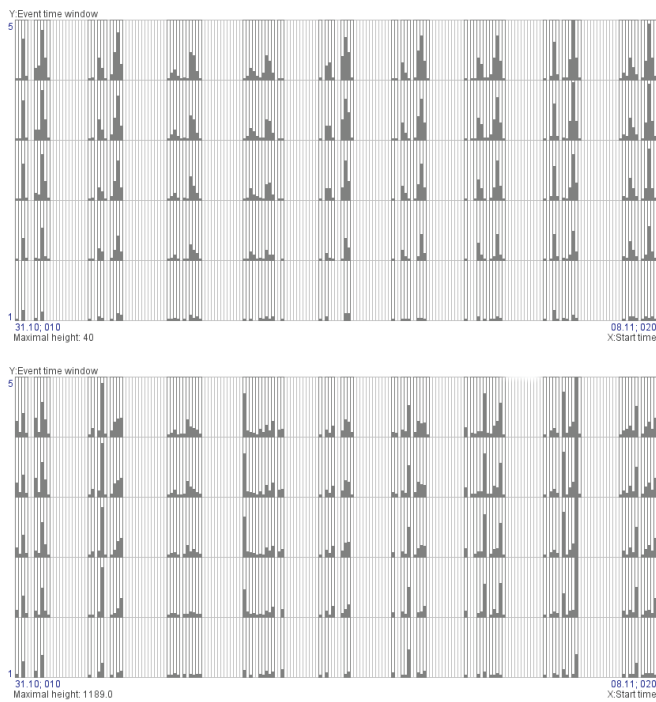 Y:Event time window
5
1
31.10; 010 08.11; 020
Maximal height: 40 X:Start time
Y:Event time window
5
1
31.10; 010 08.11; 020
Maximal height: 1189.0 X:Start time